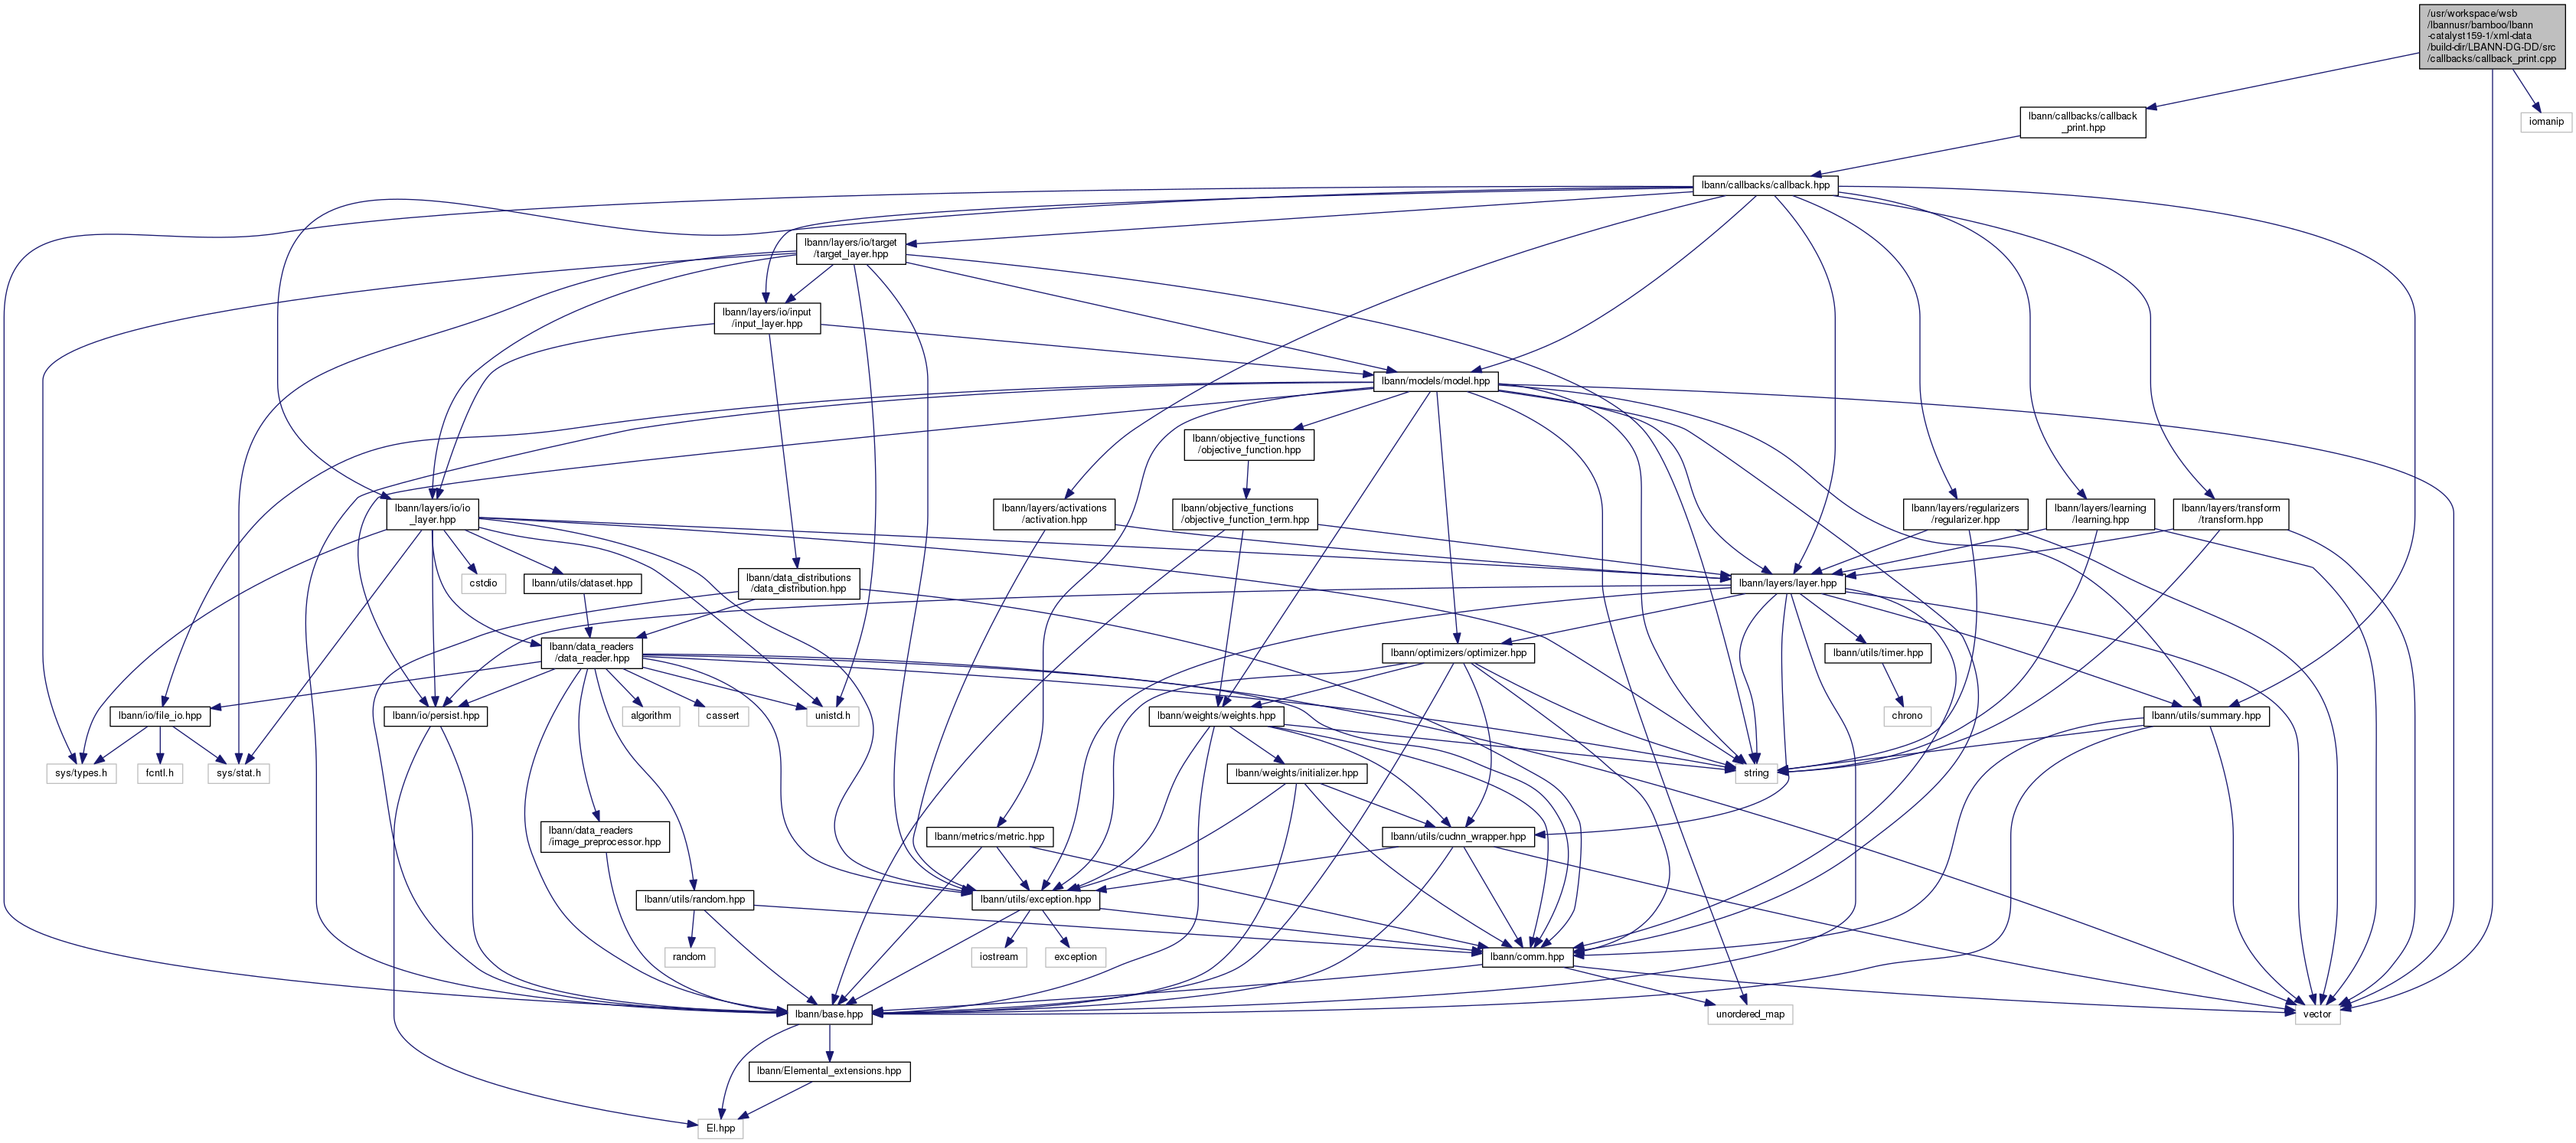 /usr/workspace/wsb
/lbannusr/bamboo/lbann
-catalyst159-1/xml-data
/build-dir/LBANN-DG-DD/src
/callbacks/callback_print.cpp
lbann/callbacks/callback
_print.hpp
iomanip
lbann/callbacks/callback.hpp
lbann/layers/io/target
/target_layer.hpp
lbann/layers/io/input
/input_layer.hpp
lbann/models/model.hpp
lbann/objective_functions
/objective_function.hpp
lbann/layers/io/io
_layer.hpp
lbann/layers/activations
/activation.hpp
lbann/objective_functions
/objective_function_term.hpp
lbann/layers/regularizers
/regularizer.hpp
lbann/layers/learning
/learning.hpp
lbann/layers/transform
/transform.hpp
cstdio
lbann/utils/dataset.hpp
lbann/data_distributions
/data_distribution.hpp
lbann/layers/layer.hpp
lbann/data_readers
/data_reader.hpp
lbann/optimizers/optimizer.hpp
lbann/utils/timer.hpp
lbann/io/file_io.hpp
lbann/io/persist.hpp
algorithm
cassert
unistd.h
lbann/weights/weights.hpp
chrono
lbann/utils/summary.hpp
sys/types.h
fcntl.h
sys/stat.h
lbann/weights/initializer.hpp
string
lbann/data_readers
/image_preprocessor.hpp
lbann/metrics/metric.hpp
lbann/utils/cudnn_wrapper.hpp
lbann/utils/random.hpp
lbann/utils/exception.hpp
random
iostream
exception
lbann/comm.hpp
lbann/base.hpp
unordered_map
vector
lbann/Elemental_extensions.hpp
El.hpp